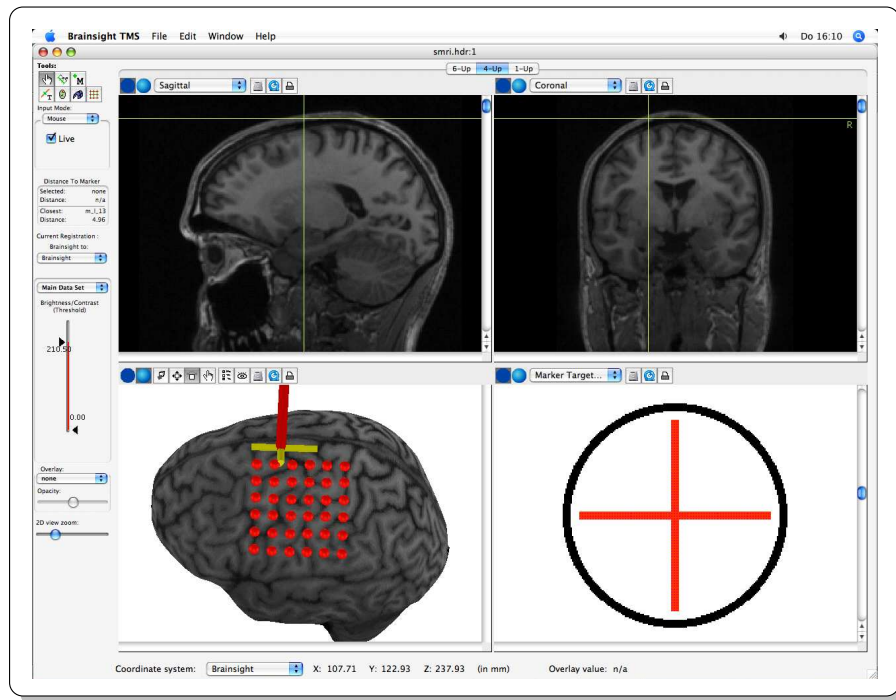 Brainsight TMS File Edit Window Help Do 16:10
smri.hdr:1
Tools:
6-Up 4-Up 1-Up
Sagittal
Coronal
M
T
Input Mode:
Mouse
Live
R
Distance To Marker
Selected: none
Distance: n/a
Closest: m_l_13
Distance: 4.96
Current Registration :
Brainsight to:
Brainsight
Main Data Set
Brightness/Contrast
(Threshold)
210.50
0.00
Marker Target...
Overlay:
none
Opacity:
2D view zoom:
Coordinate system: Brainsight X: 107.71 Y: 122.93 Z: 237.93 (in mm) Overlay value: n/a